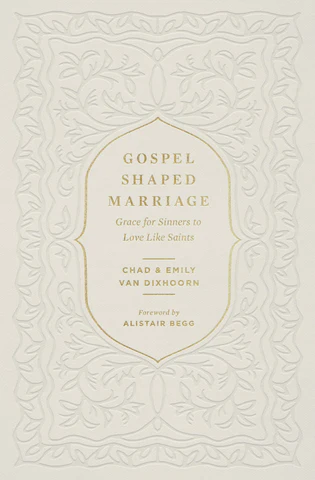 GOSPEL
SHAPED
MARRIAGE
Grace for Sinners to
Love Like Saints
CHAD & EMILY
VAN DIXHOORN
Foreword by
ALISTAIR BEGG